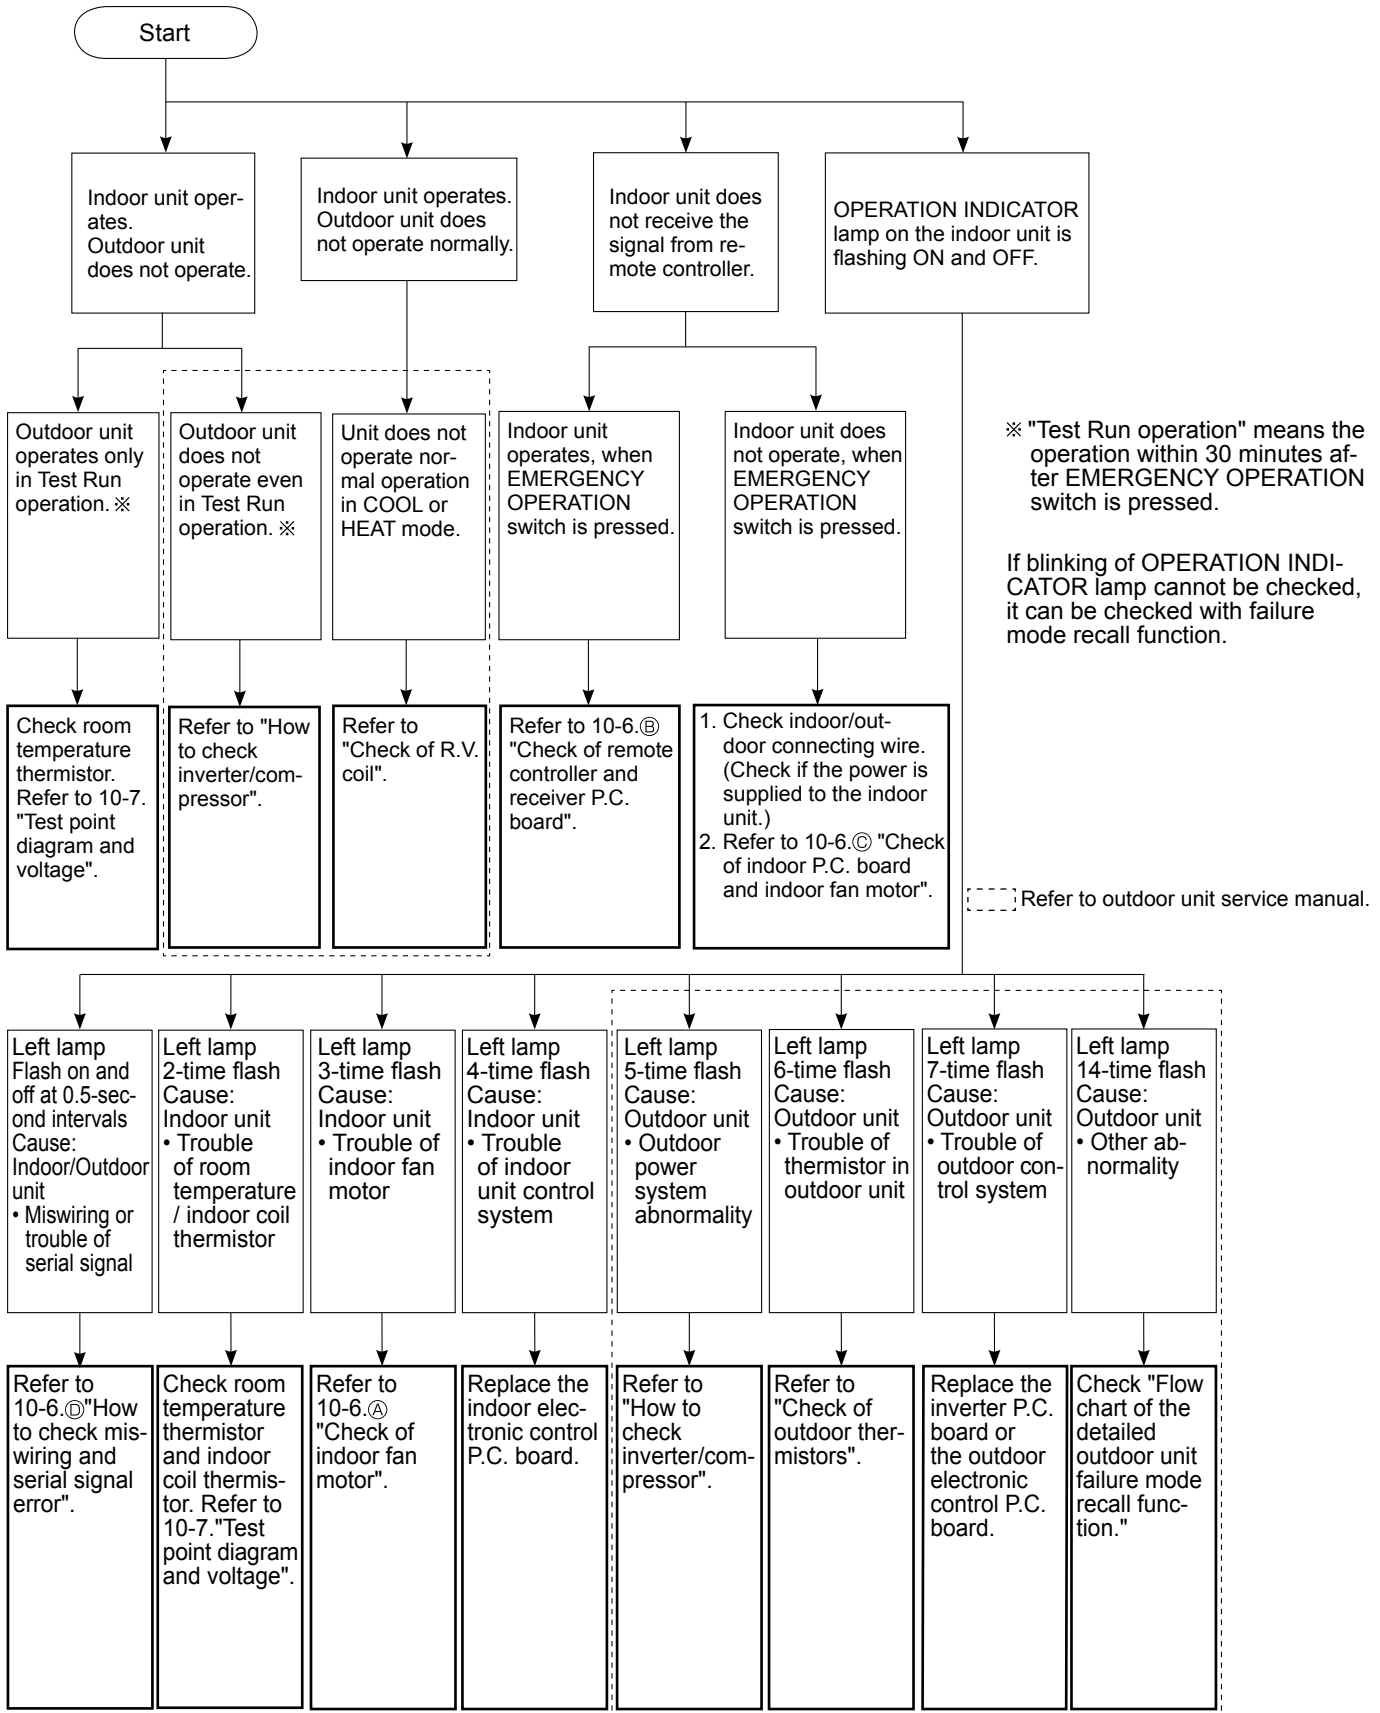 Start
Indoor unit oper-
ates.
Outdoor unit
does not operate.
Indoor unit operates.
Outdoor unit does
not operate normally.
Indoor unit does
not receive the
signal from re-
mote controller.
OPERATION INDICATOR
lamp on the indoor unit is
flashing ON and OFF.
Outdoor unit
operates only
in Test Run
operation. ※
Outdoor unit
does not
operate even
in Test Run
operation. ※
Unit does not
operate nor-
mal operation
in COOL or
HEAT mode.
Indoor unit
operates, when
EMERGENCY
OPERATION
switch is pressed.
Indoor unit does
not operate, when
EMERGENCY
OPERATION
switch is pressed.
※ "Test Run operation" means the
operation within 30 minutes af-
ter EMERGENCY OPERATION
switch is pressed.
If blinking of OPERATION INDI-
CATOR lamp cannot be checked,
it can be checked with failure
mode recall function.
Check room
temperature
thermistor.
Refer to 10-7.
"Test point
diagram and
voltage".
Refer to "How
to check
inverter/com-
pressor".
Refer to
"Check of R.V.
coil".
Refer to 10-6.Ⓑ
"Check of remote
controller and
receiver P.C.
board".
1. Check indoor/out-
door connecting wire.
(Check if the power is
supplied to the indoor
unit.)
2. Refer to 10-6.Ⓒ "Check
of indoor P.C. board
and indoor fan motor".
Refer to outdoor unit service manual.
Left lamp
Flash on and
off at 0.5-sec-
ond intervals
Cause:
Indoor/Outdoor
unit
• Miswiring or
trouble of
serial signal
Left lamp
2-time flash
Cause:
Indoor unit
• Trouble
of room
temperature
/ indoor coil
thermistor
Left lamp
3-time flash
Cause:
Indoor unit
• Trouble of
indoor fan
motor
Left lamp
4-time flash
Cause:
Indoor unit
• Trouble
of indoor
unit control
system
Left lamp
5-time flash
Cause:
Outdoor unit
• Outdoor
power
system
abnormality
Left lamp
6-time flash
Cause:
Outdoor unit
• Trouble of
thermistor in
outdoor unit
Left lamp
7-time flash
Cause:
Outdoor unit
• Trouble of
outdoor con-
trol system
Left lamp
14-time flash
Cause:
Outdoor unit
• Other ab-
normality
Refer to
10-6.Ⓓ"How
to check mis-
wiring and
serial signal
error".
Check room
temperature
thermistor
and indoor
coil thermis-
tor. Refer to
10-7."Test
point diagram
and voltage".
Refer to
10-6.Ⓐ
"Check of
indoor fan
motor".
Replace the
indoor elec-
tronic control
P.C. board.
Refer to
"How to
check
inverter/com-
pressor".
Refer to
"Check of
outdoor ther-
mistors".
Replace the
inverter P.C.
board or
the outdoor
electronic
control P.C.
board.
Check "Flow
chart of the
detailed
outdoor unit
failure mode
recall func-
tion."